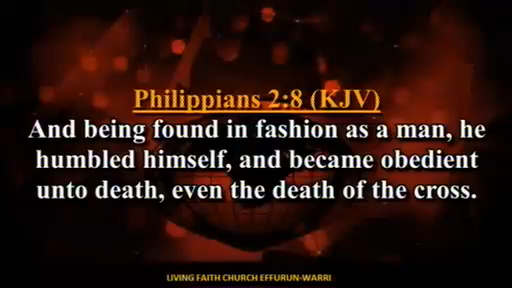 Philippians 2:8 (KJV)
And being found in fashion as a man, he
humbled himself, and became obedient
unto death, even the death of the cross.
LIVING FAITH CHURCH EFFURUN-WARRI